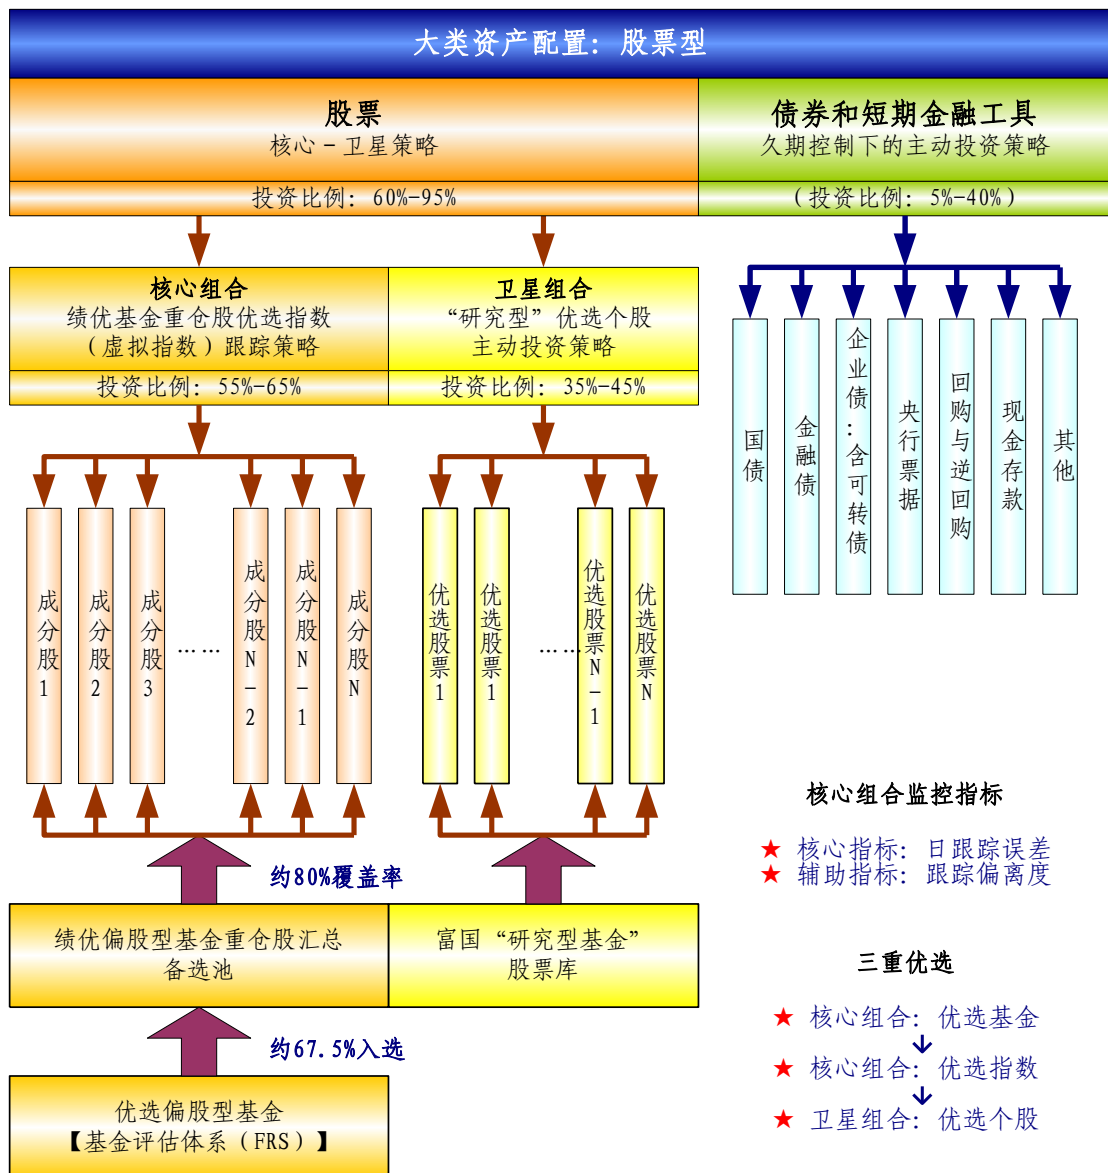 大类资产配置：股票型
股票
核心－卫星策略
投资比例：60%-95%
债券和短期金融工具
久期控制下的主动投资策略
（投资比例：5%-40%）
核心组合
绩优基金重仓股优选指数
（虚拟指数）跟踪策略
投资比例：55%-65%
卫星组合
“研究型”优选个股
主动投资策略
投资比例：35%-45%
国债
金融债
企业债：含可转债
央行票据
回购与逆回购
现金存款
其他
成分股1
成分股2
成分股3
……
成分股N-2
成分股N-1
成分股N
优选股票1
优选股票1
……
优选股票N-1
优选股票N
约80%覆盖率
绩优偏股型基金重仓股汇总
备选池
富国“研究型基金”
股票库
约67.5%入选
优选偏股型基金
【基金评估体系（FRS）】
核心组合监控指标
★ 核心指标：日跟踪误差
★ 辅助指标：跟踪偏离度
三重优选
★ 核心组合：优选基金
★ 核心组合：优选指数
★ 卫星组合：优选个股